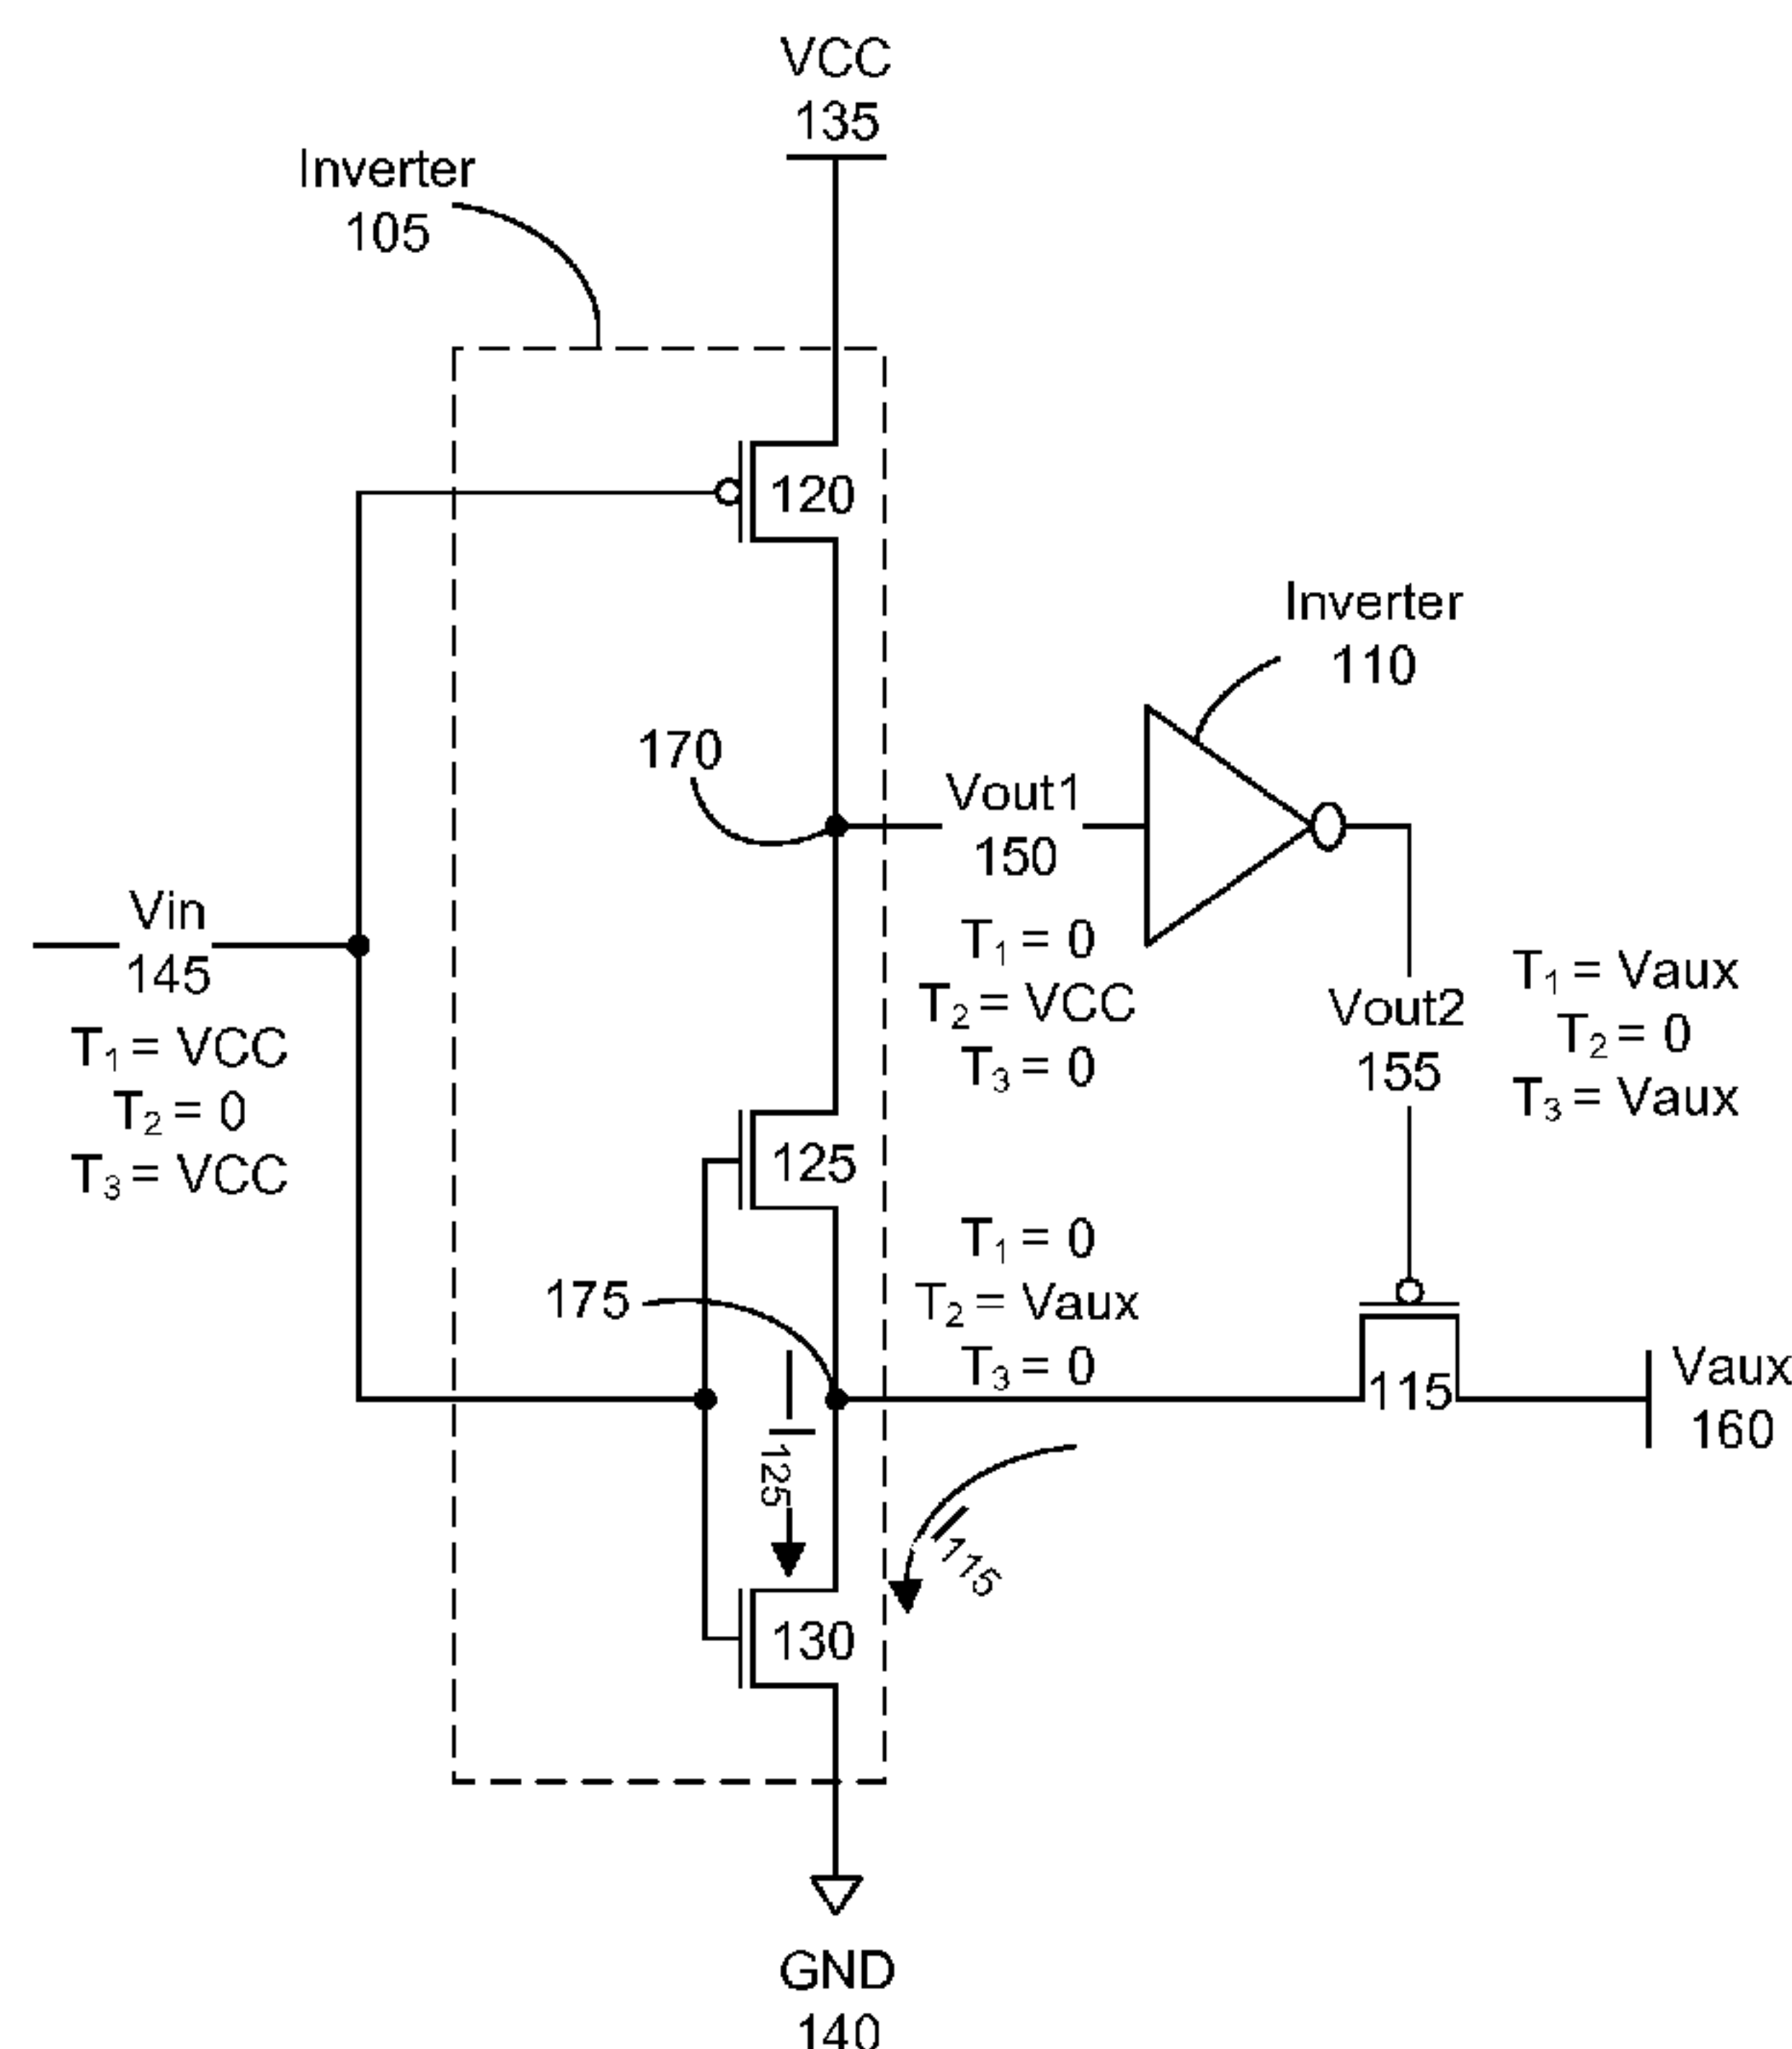 VCC
135
Inverter
105
120
Inverter
110
170
Vout1
150
Vin
145
T₁ = VCC
T₂ = 0
T₃ = VCC
T₁ = 0
T₂ = VCC
T₃ = 0
Vout2
155
T₁ = Vaux
T₂ = 0
T₃ = Vaux
125
175
T₁ = 0
T₂ = Vaux
T₃ = 0
115
Vaux
160
I125
I115
130
GND
140